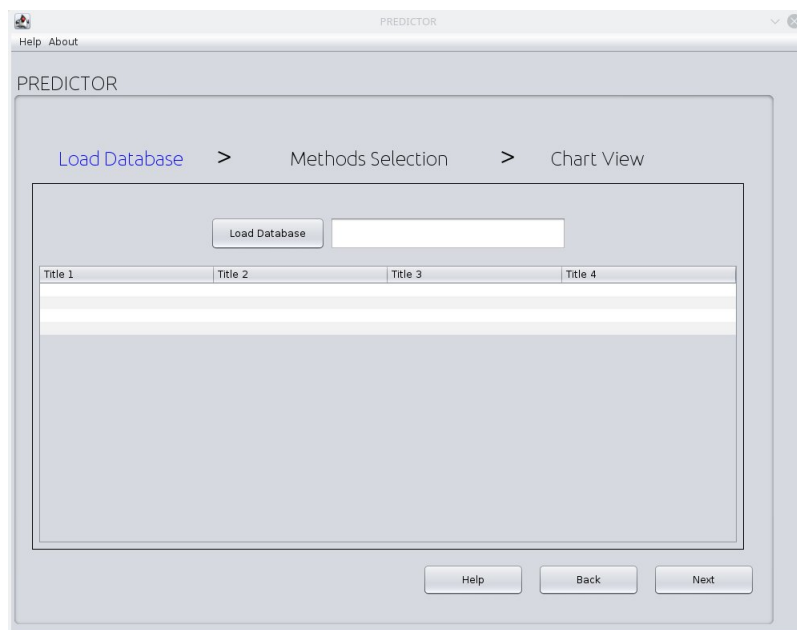 PREDICTOR
Help About
PREDICTOR
Load Database > Methods Selection > Chart View
Load Database
Title 1 Title 2 Title 3 Title 4
Help Back Next